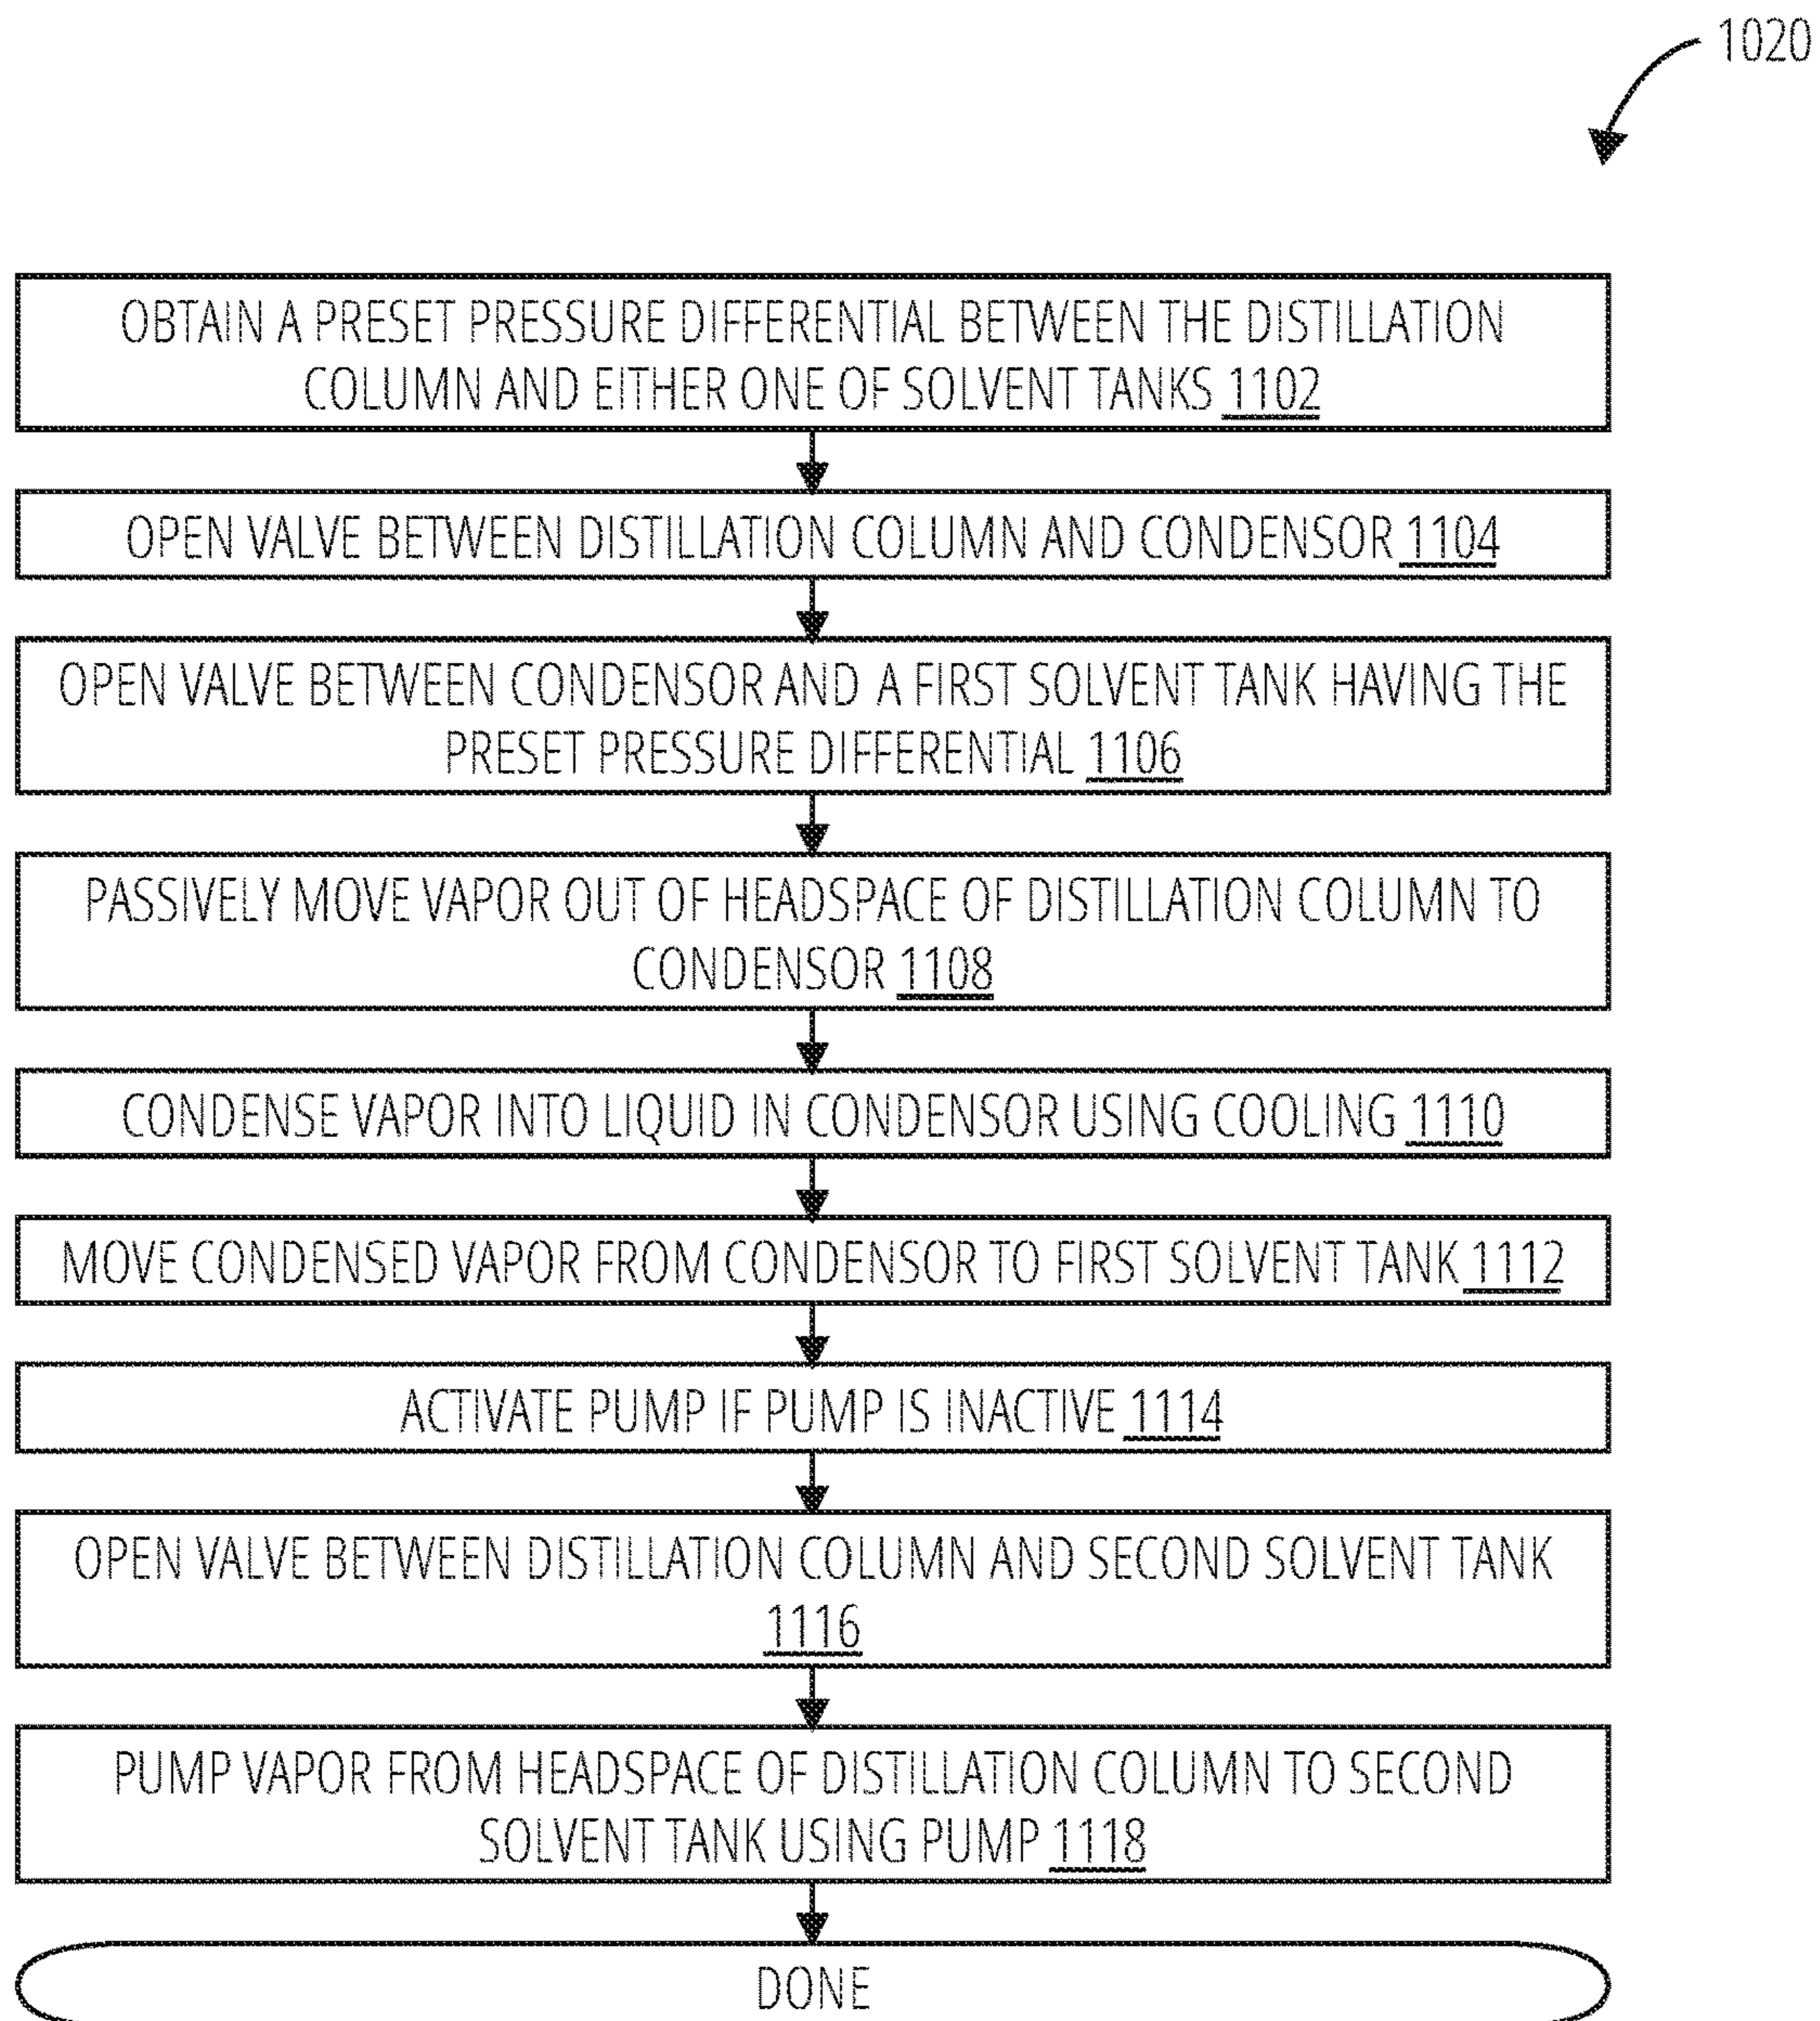 1020
OBTAIN A PRESET PRESSURE DIFFERENTIAL BETWEEN THE DISTILLATION
COLUMN AND EITHER ONE OF SOLVENT TANKS 1102
OPEN VALVE BETWEEN DISTILLATION COLUMN AND CONDENSOR 1104
OPEN VALVE BETWEEN CONDENSOR AND A FIRST SOLVENT TANK HAVING THE
PRESET PRESSURE DIFFERENTIAL 1106
PASSIVELY MOVE VAPOR OUT OF HEADSPACE OF DISTILLATION COLUMN TO
CONDENSOR 1108
CONDENSE VAPOR INTO LIQUID IN CONDENSOR USING COOLING 1110
MOVE CONDENSED VAPOR FROM CONDENSOR TO FIRST SOLVENT TANK 1112
ACTIVATE PUMP IF PUMP IS INACTIVE 1114
OPEN VALVE BETWEEN DISTILLATION COLUMN AND SECOND SOLVENT TANK
1116
PUMP VAPOR FROM HEADSPACE OF DISTILLATION COLUMN TO SECOND
SOLVENT TANK USING PUMP 1118
DONE